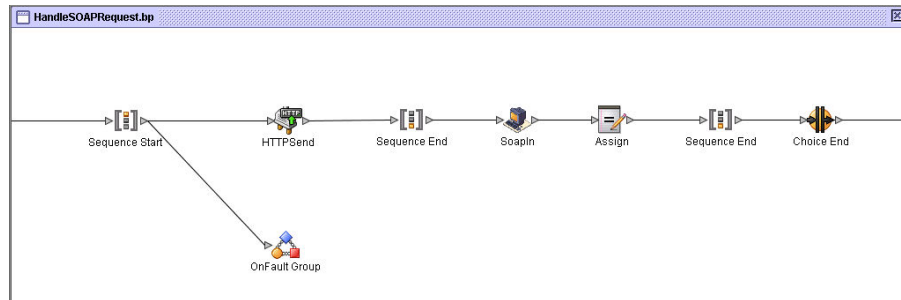 HandleSOAPRequest.bp
Sequence Start
HTTPSend
Sequence End
SoapIn
Assign
Sequence End
Choice End
OnFault Group